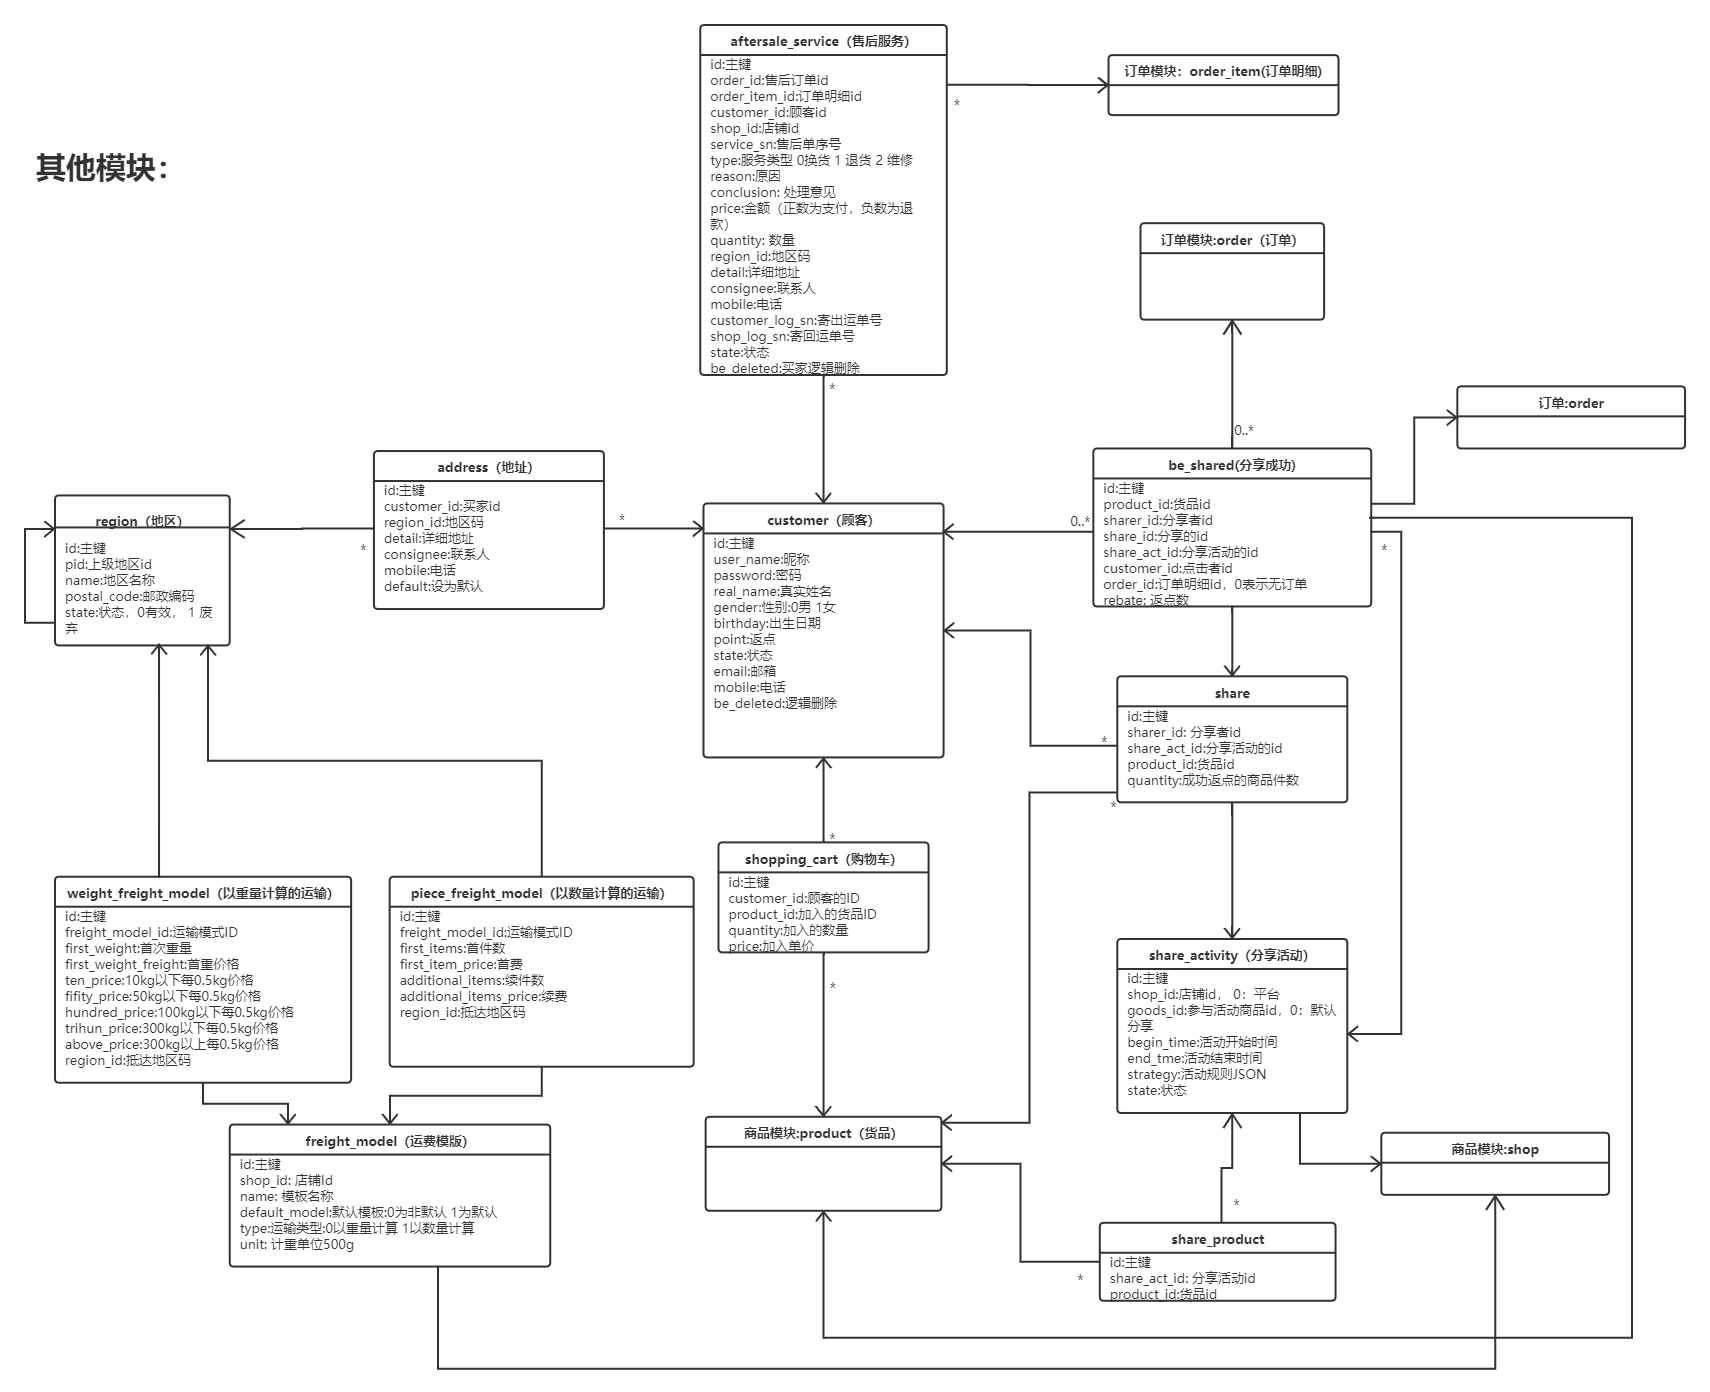 其他模块：
aftersale_service（售后服务）
id:主键
order_id:售后订单id
order_item_id:订单明细id
customer_id:顾客id
shop_id:店铺id
service_sn:售后单序号
type:服务类型 0换货 1 退货 2 维修
reason:原因
conclusion: 处理意见
price:金额（正数为支付，负数为退
款）
quantity: 数量
region_id:地区码
detail:详细地址
consignee:联系人
mobile:电话
customer_log_sn:寄出运单号
shop_log_sn:寄回运单号
state:状态
be_deleted:买家逻辑删除
*
*
订单模块：order_item(订单明细)
订单模块:order（订单）
0..*
订单:order
address（地址）
id:主键
customer_id:买家id
region_id:地区码
detail:详细地址
consignee:联系人
mobile:电话
default:设为默认
*
*
region（地区）
id:主键
pid:上级地区id
name:地区名称
postal_code:邮政编码
state:状态，0有效， 1 废
弃
customer（顾客）
id:主键
user_name:昵称
password:密码
real_name:真实姓名
gender:性别:0男 1女
birthday:出生日期
point:返点
state:状态
email:邮箱
mobile:电话
be_deleted:逻辑删除
be_shared(分享成功)
id:主键
product_id:货品id
sharer_id:分享者id
share_id:分享的id
share_act_id:分享活动的id
customer_id:点击者id
order_id:订单明细id，0表示无订单
rebate: 返点数
0..*
*
share
id:主键
sharer_id: 分享者id
share_act_id:分享活动的id
product_id:货品id
quantity:成功返点的商品件数
*
*
shopping_cart（购物车）
id:主键
customer_id:顾客的ID
product_id:加入的货品ID
quantity:加入的数量
price:加入单价
*
*
weight_freight_model（以重量计算的运输）
id:主键
freight_model_id:运输模式ID
first_weight:首次重量
first_weight_freight:首重价格
ten_price:10kg以下每0.5kg价格
fifity_price:50kg以下每0.5kg价格
hundred_price:100kg以下每0.5kg价格
trihun_price:300kg以下每0.5kg价格
above_price:300kg以上每0.5kg价格
region_id:抵达地区码
piece_freight_model（以数量计算的运输）
id:主键
freight_model_id:运输模式ID
first_items:首件数
first_item_price:首费
additional_items:续件数
additional_items_price:续费
region_id:抵达地区码
share_activity（分享活动）
id:主键
shop_id:店铺id， 0：平台
goods_id:参与活动商品id，0：默认
分享
begin_time:活动开始时间
end_tme:活动结束时间
strategy:活动规则JSON
state:状态
freight_model（运费模版）
id:主键
shop_id: 店铺Id
name: 模板名称
default_model:默认模板:0为非默认 1为默认
type:运输类型:0以重量计算 1以数量计算
unit: 计重单位500g
商品模块:product（货品）
商品模块:shop
share_product
id:主键
share_act_id: 分享活动id
product_id:货品id
*
*